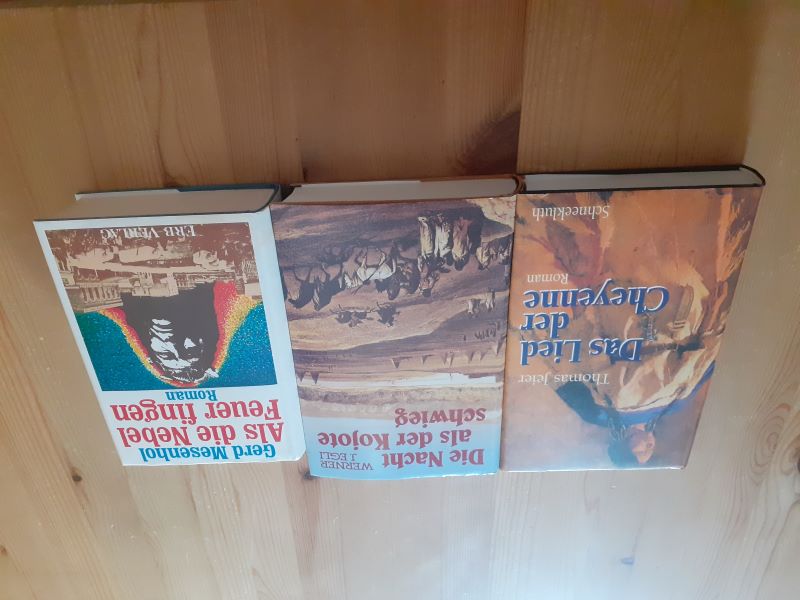 Thomas Jeier
Das Lied
der
Cheyenne
Roman
Schneekluth
WERNER
J. EGLI
Die Nacht
als der Kojote
schwieg
Gerd Mesenhol
Als die Nebel
Feuer fingen
Roman
ERB VERLAG